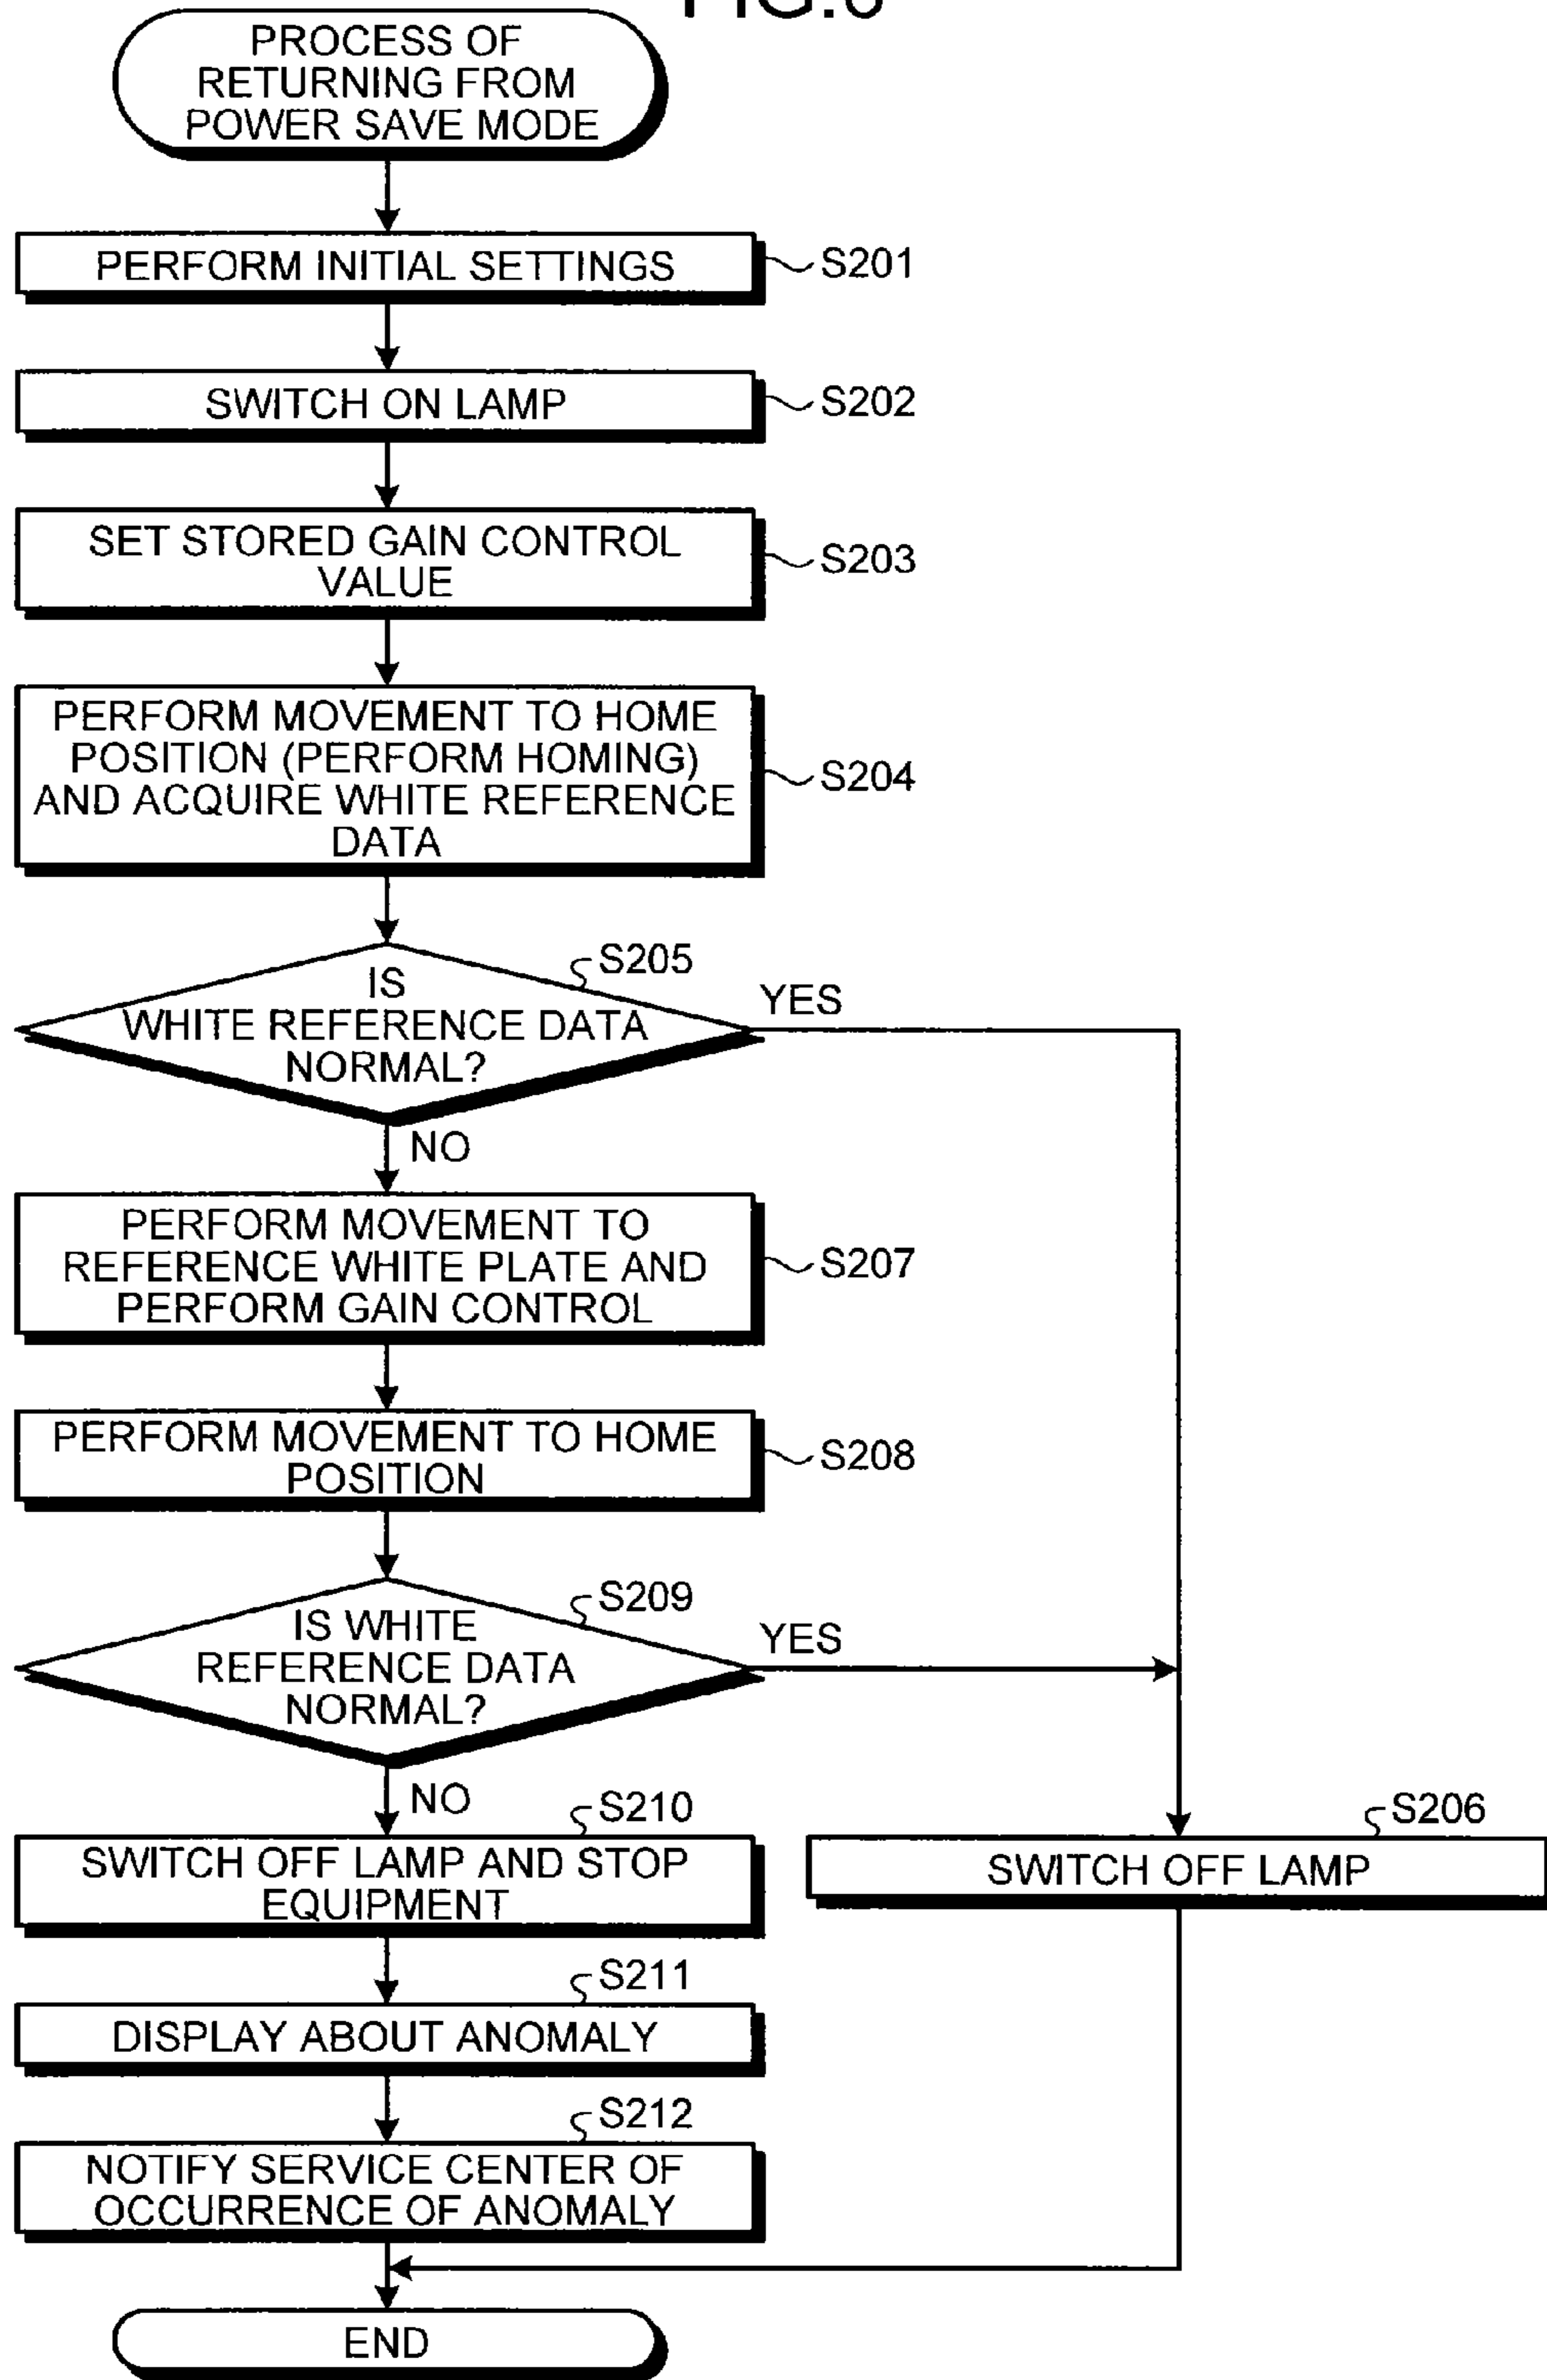 PROCESS OF
RETURNING FROM
POWER SAVE MODE
PERFORM INITIAL SETTINGS
S201
SWITCH ON LAMP
S202
SET STORED GAIN CONTROL
VALUE
S203
PERFORM MOVEMENT TO HOME
POSITION (PERFORM HOMING)
AND ACQUIRE WHITE REFERENCE
DATA
S204
S205
IS
WHITE REFERENCE DATA
NORMAL?
YES
NO
PERFORM MOVEMENT TO
REFERENCE WHITE PLATE AND
PERFORM GAIN CONTROL
S207
PERFORM MOVEMENT TO HOME
POSITION
S208
S209
IS WHITE
REFERENCE DATA
NORMAL?
YES
NO
S210
SWITCH OFF LAMP AND STOP
EQUIPMENT
S206
SWITCH OFF LAMP
S211
DISPLAY ABOUT ANOMALY
S212
NOTIFY SERVICE CENTER OF
OCCURRENCE OF ANOMALY
END